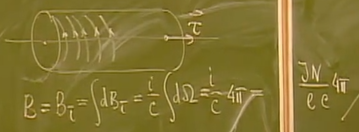 τ
B = B_τ = ∫dB_τ = i/c ∫dΩ = i/c 4π = JN/ℓc 4π